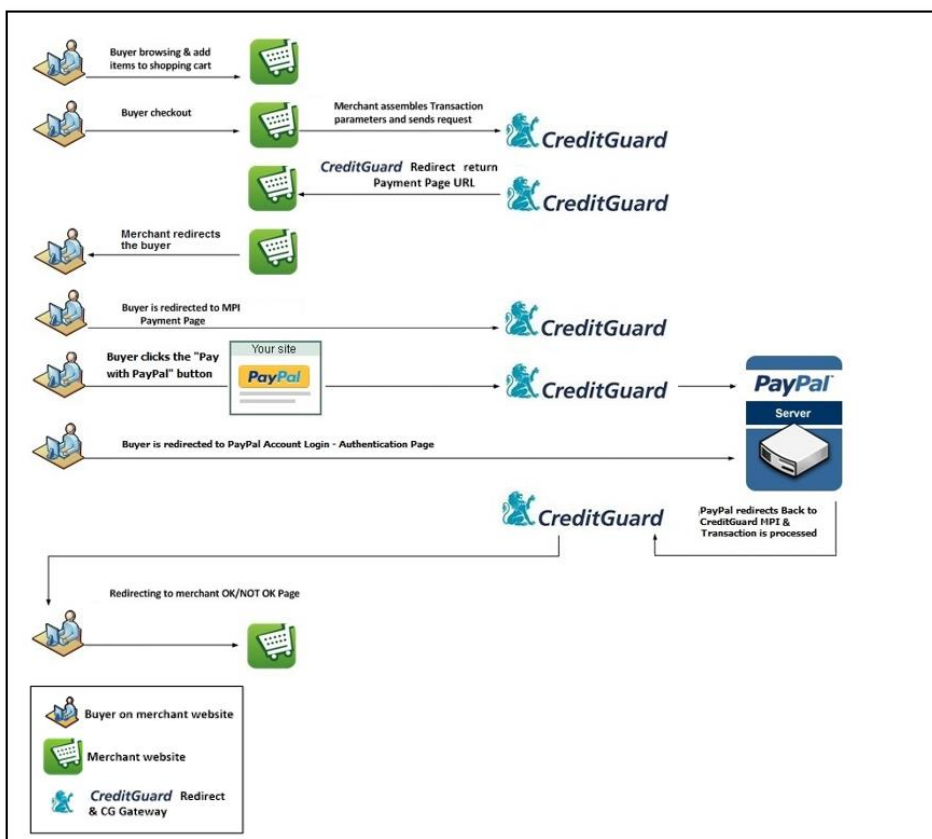 Buyer browsing & add
items to shopping cart
Buyer checkout
Merchant assembles Transaction
parameters and sends request
CreditGuard
CreditGuard Redirect return
Payment Page URL
CreditGuard
Merchant redirects
the buyer
Buyer is redirected to MPI
Payment Page
CreditGuard
Buyer clicks the "Pay
with PayPal" button
Your site
PayPal
CreditGuard
PayPal™
Server
Buyer is redirected to PayPal Account Login - Authentication Page
CreditGuard
PayPal redirects Back to
CreditGuard MPI &
Transaction is processed
Redirecting to merchant OK/NOT OK Page
Buyer on merchant website
Merchant website
CreditGuard Redirect
& CG Gateway